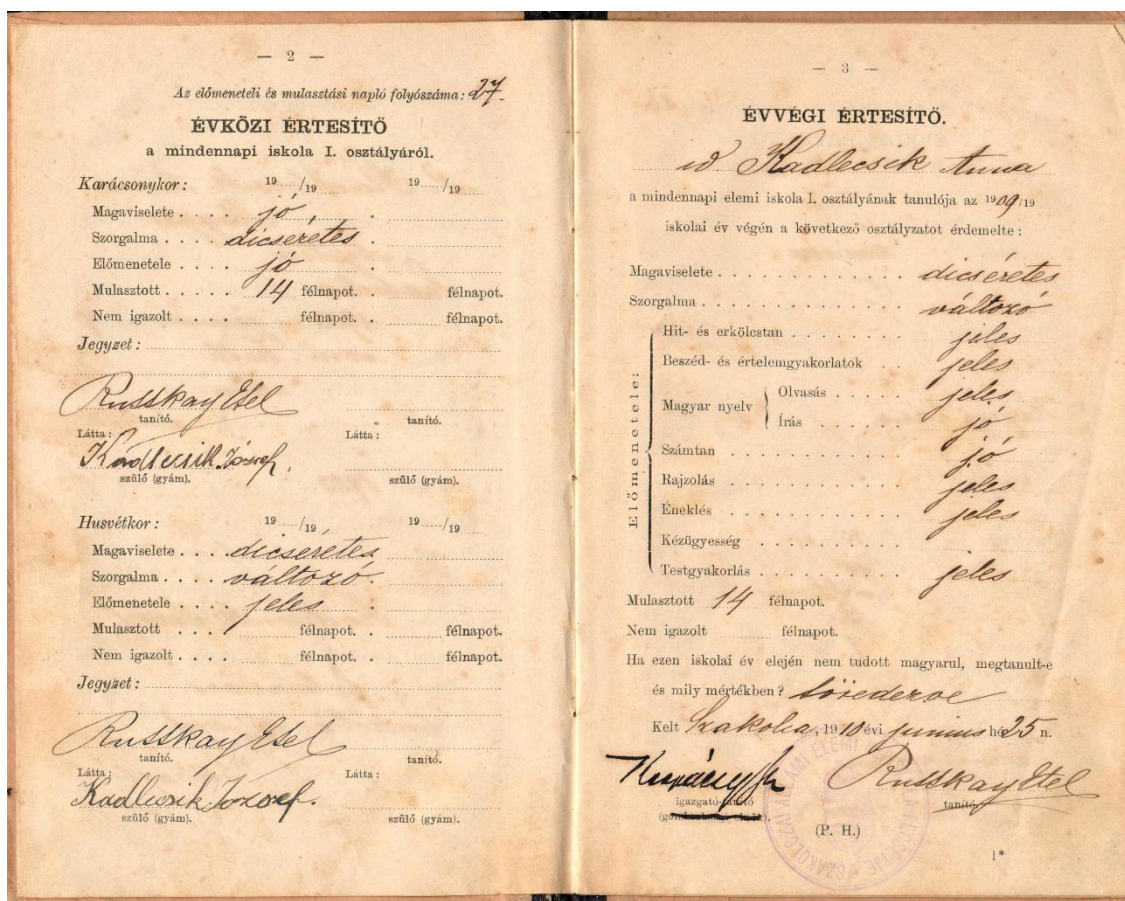 — 2 —
Az előmeneteli és mulasztási napló folyószáma: 27.
ÉVKÖZI ÉRTESÍTŐ
a mindennapi iskola I. osztályáról.
Karácsonykor: 19...../19 19...../19
Magaviselete . . . . jó
Szorgalma . . . . dicséretes
Előmenetele . . . . jó
Mulasztott . . . . 14 félnapot. . félnapot.
Nem igazolt . . . . félnapot. . félnapot.
Jegyzet:
Russkay Etel
tanító. tanító.
Látta: Látta:
Kadlecsik József.
szülő (gyám). szülő (gyám).
Husvétkor: 19...../19 19...../19
Magaviselete . . . . dicséretes
Szorgalma . . . . változó
Előmenetele . . . . jeles
Mulasztott . . . félnapot. . félnapot.
Nem igazolt . . . . félnapot. . félnapot.
Jegyzet:
Russkay Etel
tanító. tanító.
Látta: Látta:
Kadlecsik József.
szülő (gyám). szülő (gyám).
— 3 —
ÉVVÉGI ÉRTESÍTŐ.
Kadlecsik Anna
a mindennapi elemi iskola I. osztályának tanulója az 1909/19
iskolai év végén a következő osztályzatot érdemelte:
Magaviselete . . . . . . . . . . . dicséretes
Szorgalma . . . . . . . . . . . . változó
Előmenetele:
Hit- és erkölcstan . . . . . . . jeles
Beszéd- és értelemgyakorlatok jeles
Magyar nyelv { Olvasás . . . . . jeles
Írás . . . . . jó
Számtan . . . . . . . . . . . jó
Rajzolás . . . . . . . . . . . jeles
Éneklés . . . . . . . . . . . jeles
Kézügyesség . . . . . . . . .
Testgyakorlás . . . . . . . . . jeles
Mulasztott 14 félnapot.
Nem igazolt félnapot.
Ha ezen iskolai év elején nem tudott magyarul, megtanult-e
és mily mértékben?
Kelt Szakolca, 1910 évi junius hó 25 n.
Russkay Etel
igazgató-tanító tanító.
(gondnoksági elnök).
(P. H.)
1*